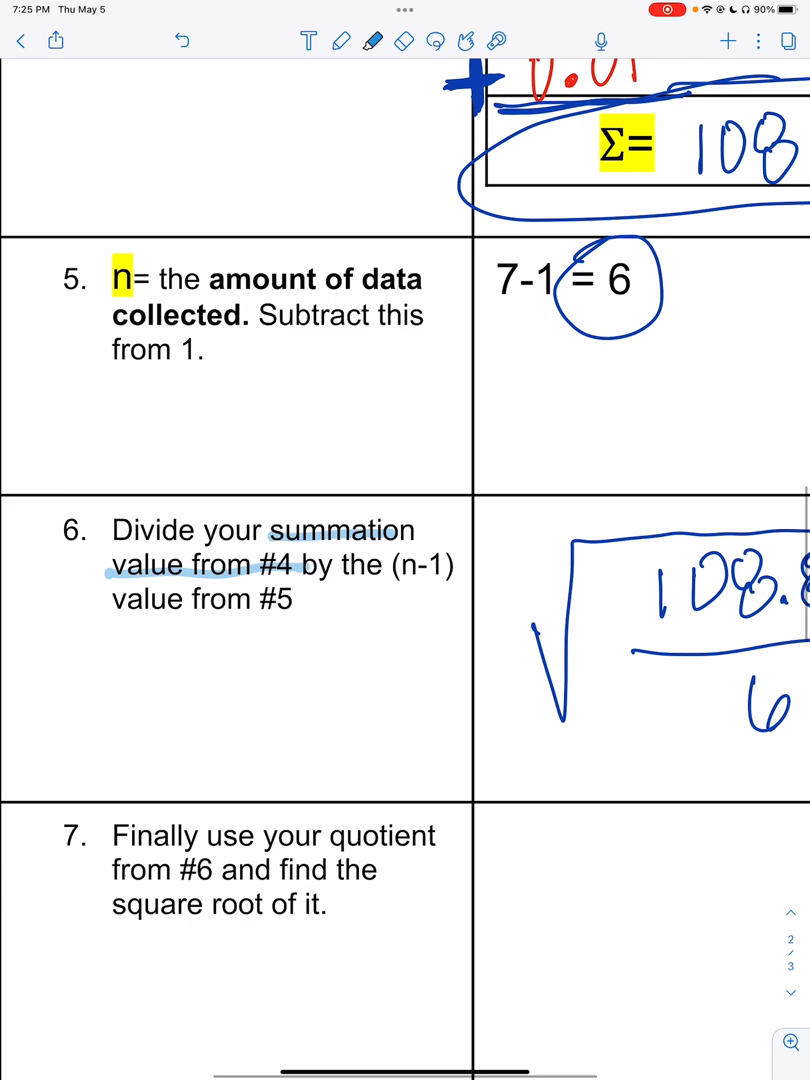 7:25 PM Thu May 5
90%
Σ= 108
5. n= the amount of data
collected. Subtract this
from 1.
7-1 = 6
6. Divide your summation
value from #4 by the (n-1)
value from #5
108.
6
7. Finally use your quotient
from #6 and find the
square root of it.
2
/
3